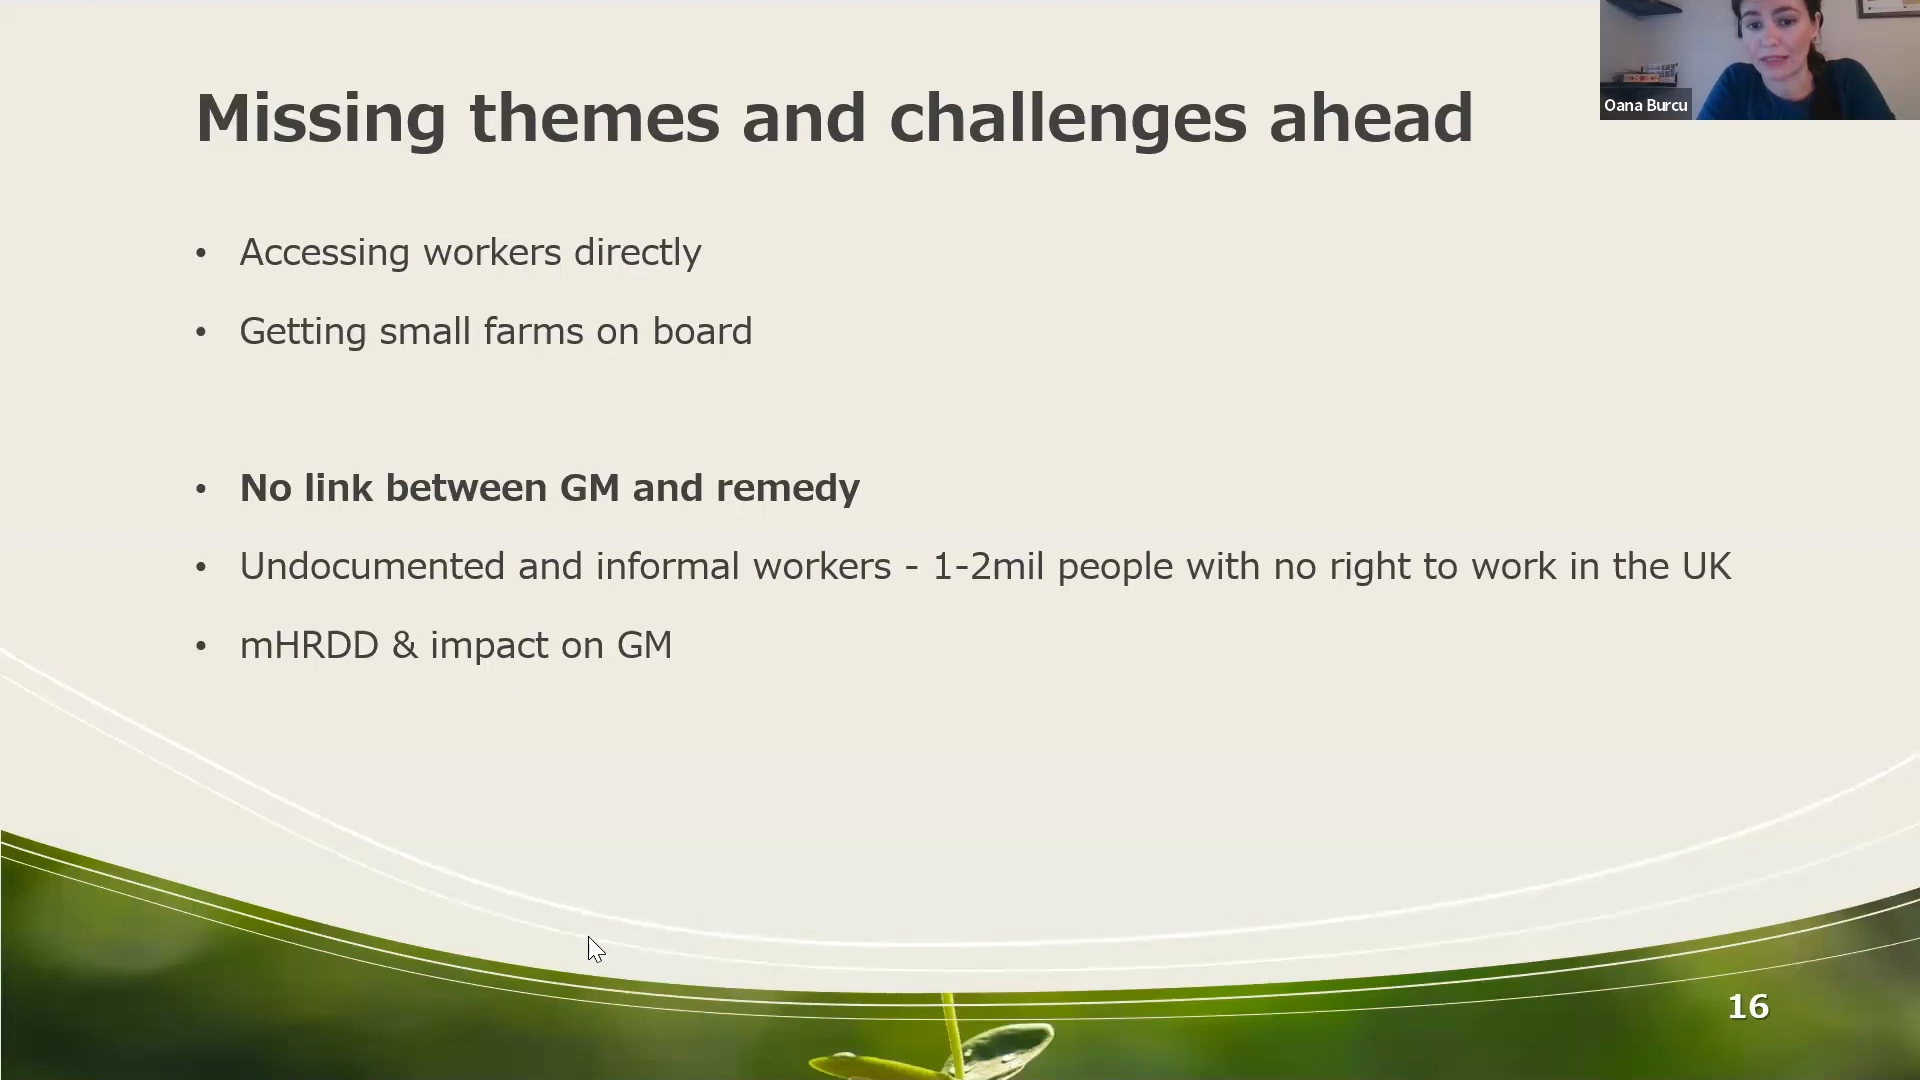 Missing themes and challenges ahead
Oana Burcu
• Accessing workers directly
• Getting small farms on board
• No link between GM and remedy
• Undocumented and informal workers - 1-2mil people with no right to work in the UK
• mHRDD & impact on GM
16